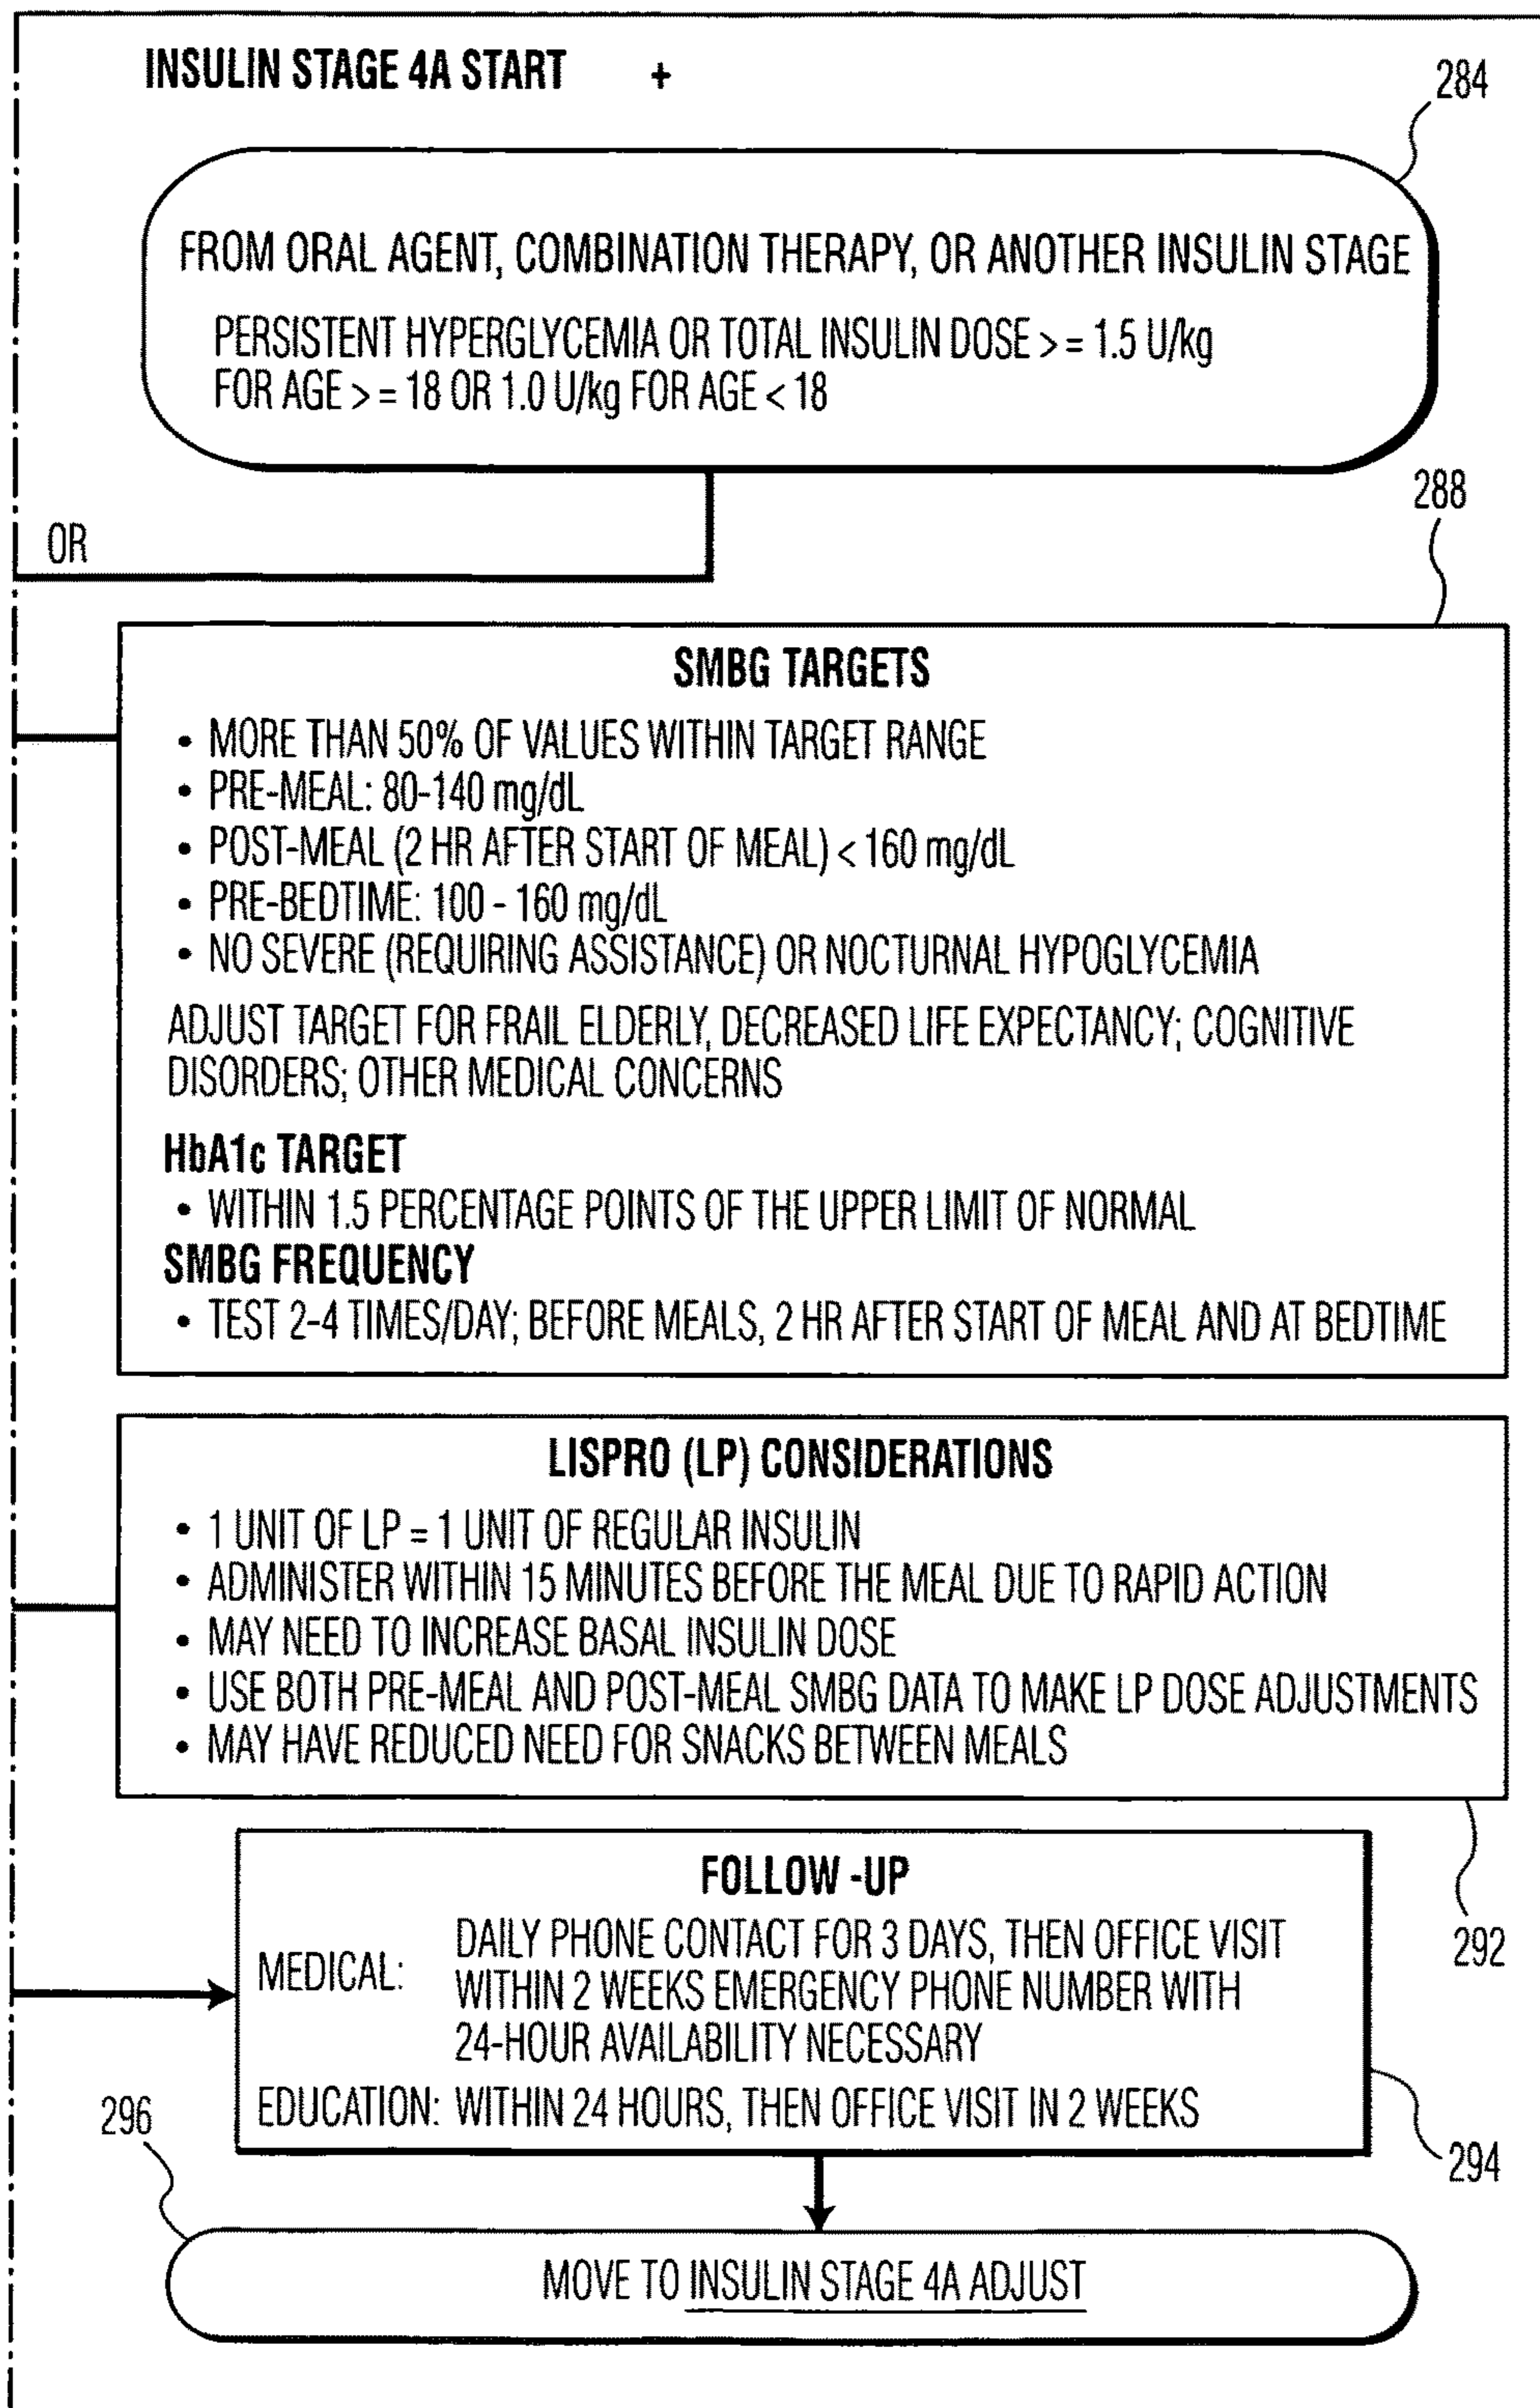 INSULIN STAGE 4A START +
284
FROM ORAL AGENT, COMBINATION THERAPY, OR ANOTHER INSULIN STAGE
PERSISTENT HYPERGLYCEMIA OR TOTAL INSULIN DOSE > = 1.5 U/kg
FOR AGE > = 18 OR 1.0 U/kg FOR AGE < 18
288
OR
SMBG TARGETS
• MORE THAN 50% OF VALUES WITHIN TARGET RANGE
• PRE-MEAL: 80-140 mg/dL
• POST-MEAL (2 HR AFTER START OF MEAL) < 160 mg/dL
• PRE-BEDTIME: 100 - 160 mg/dL
• NO SEVERE (REQUIRING ASSISTANCE) OR NOCTURNAL HYPOGLYCEMIA
ADJUST TARGET FOR FRAIL ELDERLY, DECREASED LIFE EXPECTANCY; COGNITIVE
DISORDERS; OTHER MEDICAL CONCERNS
HbA1c TARGET
• WITHIN 1.5 PERCENTAGE POINTS OF THE UPPER LIMIT OF NORMAL
SMBG FREQUENCY
• TEST 2-4 TIMES/DAY; BEFORE MEALS, 2 HR AFTER START OF MEAL AND AT BEDTIME
LISPRO (LP) CONSIDERATIONS
• 1 UNIT OF LP = 1 UNIT OF REGULAR INSULIN
• ADMINISTER WITHIN 15 MINUTES BEFORE THE MEAL DUE TO RAPID ACTION
• MAY NEED TO INCREASE BASAL INSULIN DOSE
• USE BOTH PRE-MEAL AND POST-MEAL SMBG DATA TO MAKE LP DOSE ADJUSTMENTS
• MAY HAVE REDUCED NEED FOR SNACKS BETWEEN MEALS
292
FOLLOW -UP
MEDICAL: DAILY PHONE CONTACT FOR 3 DAYS, THEN OFFICE VISIT
WITHIN 2 WEEKS EMERGENCY PHONE NUMBER WITH
24-HOUR AVAILABILITY NECESSARY
EDUCATION: WITHIN 24 HOURS, THEN OFFICE VISIT IN 2 WEEKS
294
296
MOVE TO INSULIN STAGE 4A ADJUST